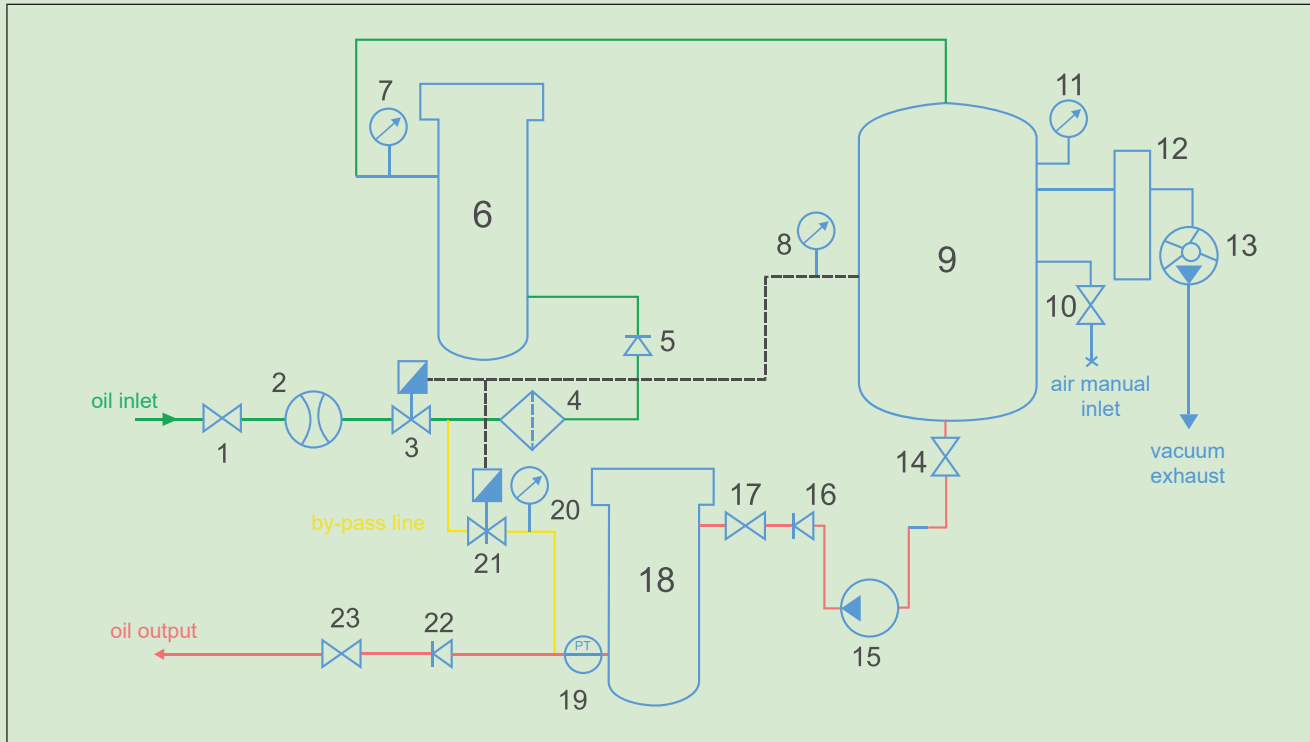 7
11
12
6
8
9
13
10
5
air manual
inlet
2
oil inlet
4
1
3
14
vacuum
exhaust
20
17
16
by-pass line
21
18
23
22
oil output
PT
15
19